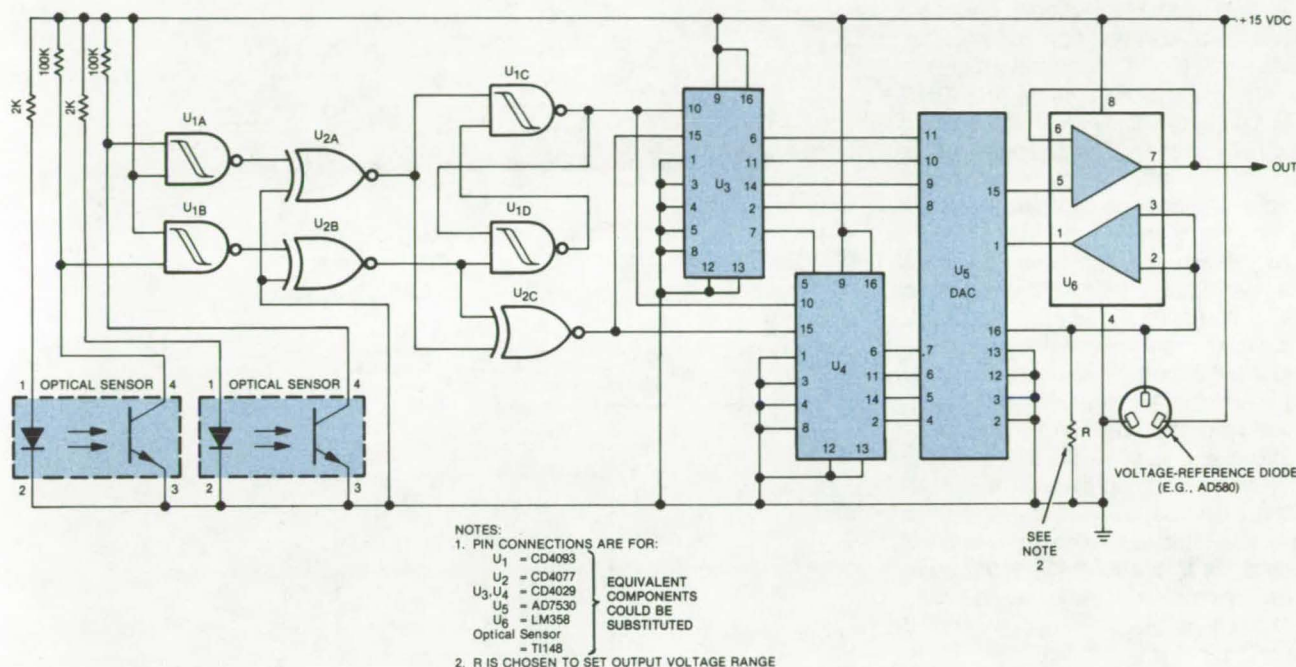 +15 VDC
100K
100K
2K
2K
U1A
U2A
U1B
U2B
U1C
U1D
U2C
10
15
1
3
4
5
8
9
16
6
11
14
2
7
12
13
U3
5
10
15
1
3
4
8
9
16
6
11
14
2
12
13
U4
11
10
9
8
7
6
5
4
15
1
16
13
12
3
2
U5
DAC
8
6
5
7
3
2
1
4
U6
OUT
1 OPTICAL SENSOR 4
2
3
1 OPTICAL SENSOR 4
2
3
R
VOLTAGE-REFERENCE DIODE
(E.G., AD580)
SEE
NOTE
2
NOTES:
1. PIN CONNECTIONS ARE FOR:
U1 = CD4093
U2 = CD4077
U3,U4 = CD4029
U5 = AD7530
U6 = LM358
Optical Sensor
= TI148
EQUIVALENT
COMPONENTS
COULD BE
SUBSTITUTED
2. R IS CHOSEN TO SET OUTPUT VOLTAGE RANGE